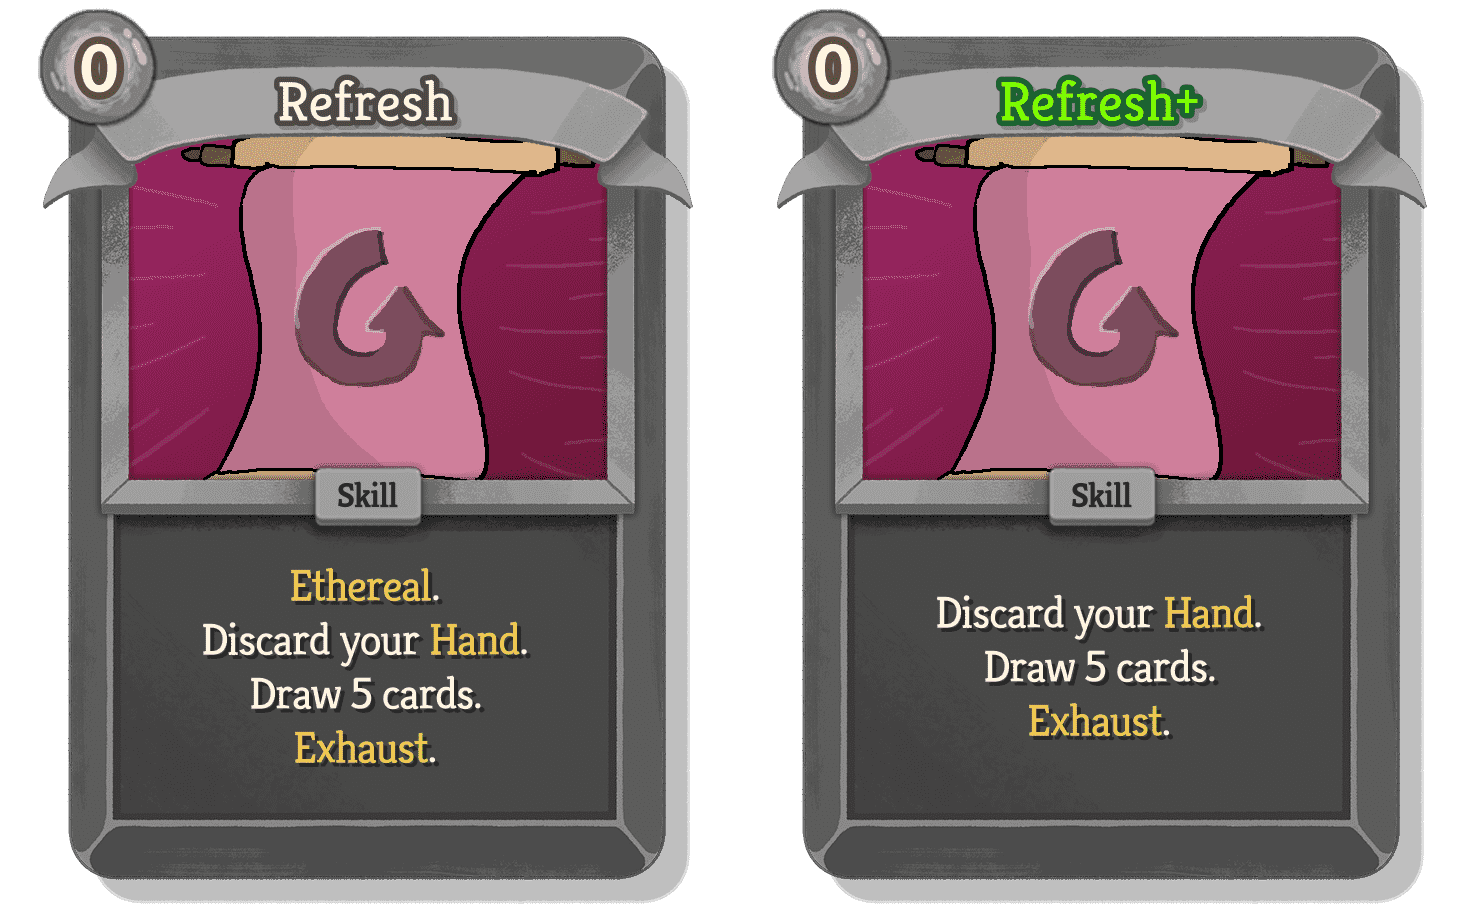 0
Refresh
Skill
Ethereal.
Discard your Hand.
Draw 5 cards.
Exhaust.
0
Refresh+
Skill
Discard your Hand.
Draw 5 cards.
Exhaust.